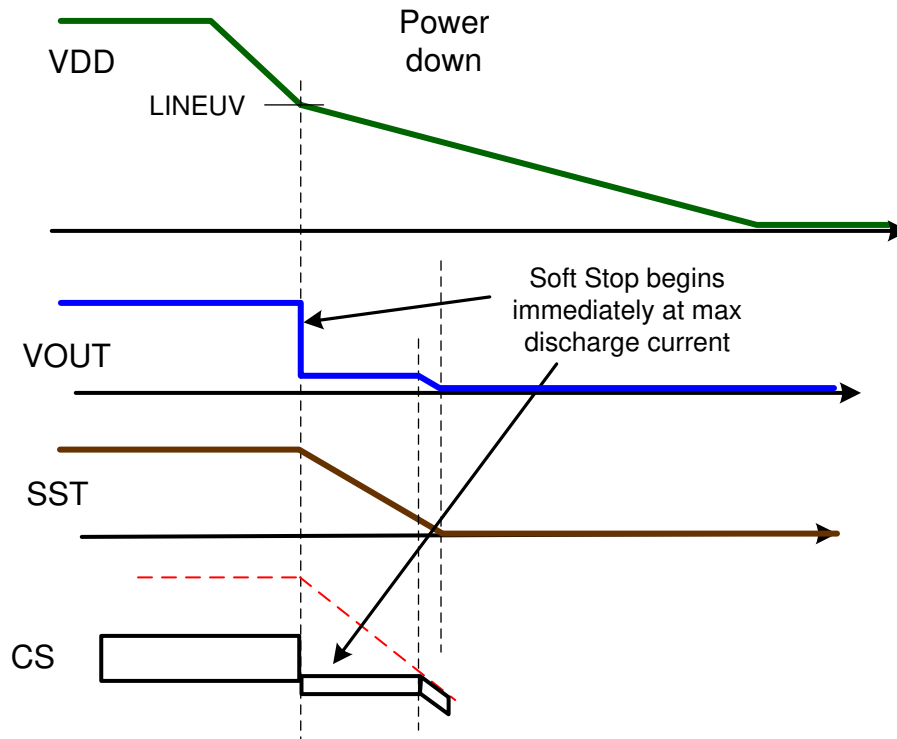 Power
down
VDD
LINEUV
Soft Stop begins
immediately at max
discharge current
VOUT
SST
CS